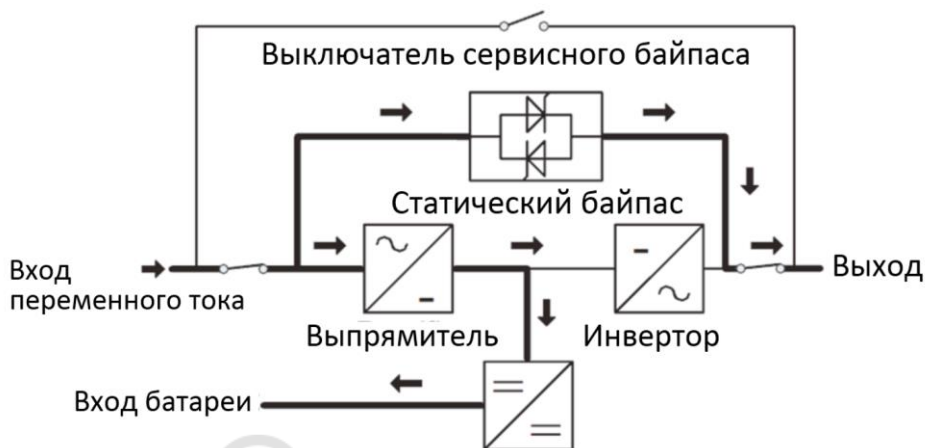 Выключатель сервисного байпаса
Статический байпас
Вход
переменного тока
Выход
Выпрямитель
Инвертор
Вход батареи